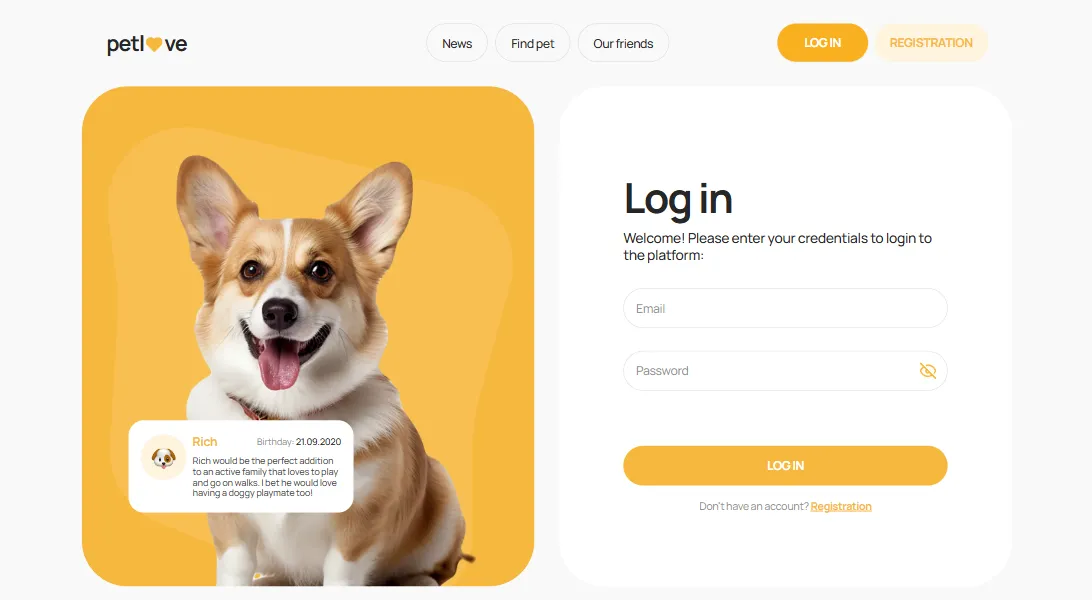 petlove
News
Find pet
Our friends
LOG IN
REGISTRATION
Log in
Welcome! Please enter your credentials to login to
the platform:
Email
Password
LOG IN
Don't have an account? Registration
Rich
Birthday: 21.09.2020
Rich would be the perfect addition
to an active family that loves to play
and go on walks. I bet he would love
having a doggy playmate too!